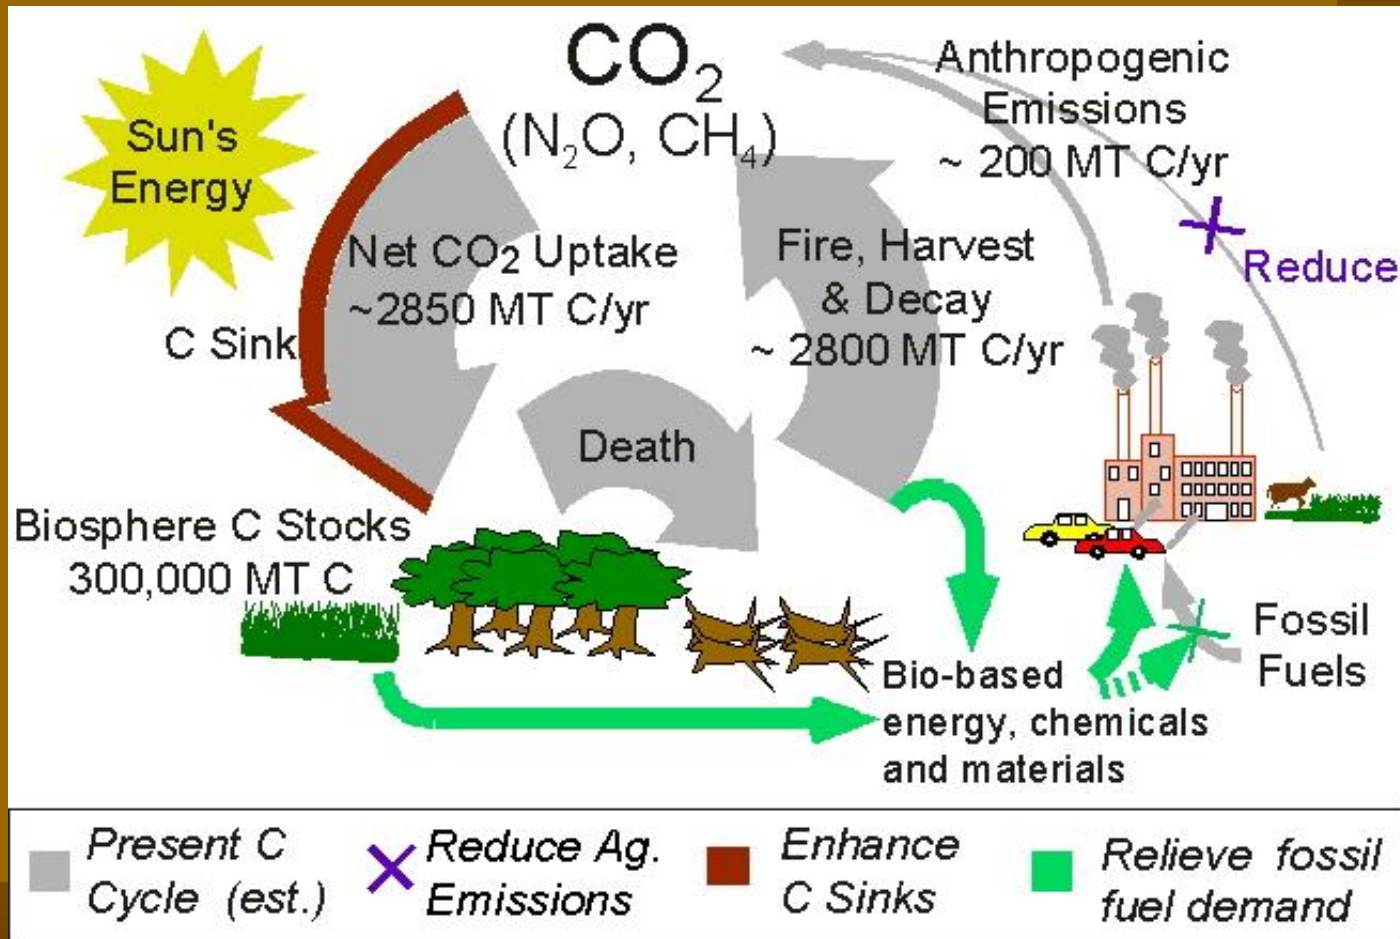 CO₂
(N₂O, CH₄)
Anthropogenic
Emissions
~ 200 MT C/yr
Sun's
Energy
Net CO₂ Uptake
~2850 MT C/yr
Fire, Harvest
& Decay
~ 2800 MT C/yr
Reduce
C Sink
Death
Biosphere C Stocks
300,000 MT C
Fossil
Fuels
Bio-based
energy, chemicals
and materials
Present C
Cycle (est.)
Reduce Ag.
Emissions
Enhance
C Sinks
Relieve fossil
fuel demand